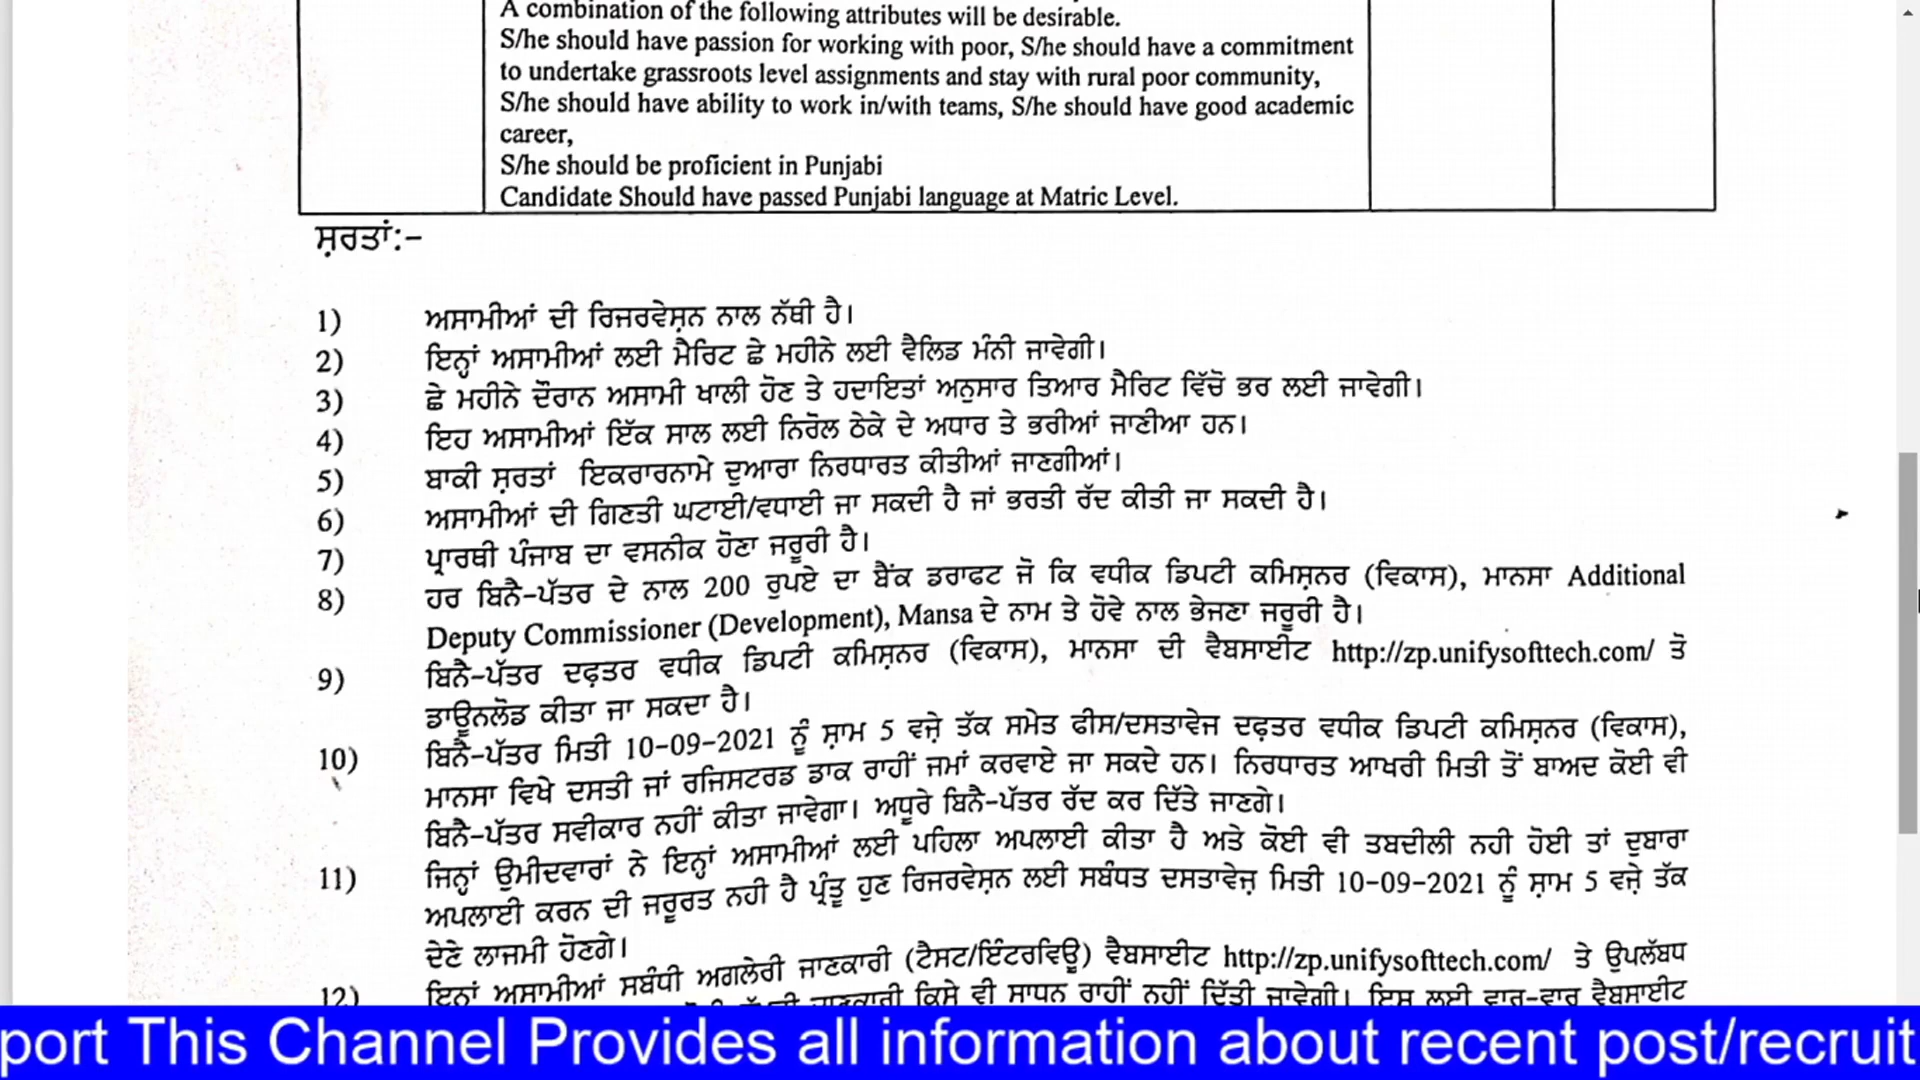 A combination of the following attributes will be desirable.
S/he should have passion for working with poor, S/he should have a commitment
to undertake grassroots level assignments and stay with rural poor community,
S/he should have ability to work in/with teams, S/he should have good academic
career,
S/he should be proficient in Punjabi
Candidate Should have passed Punjabi language at Matric Level.
ਸ਼ਰਤਾਂ:-
1) ਅਸਾਮੀਆਂ ਦੀ ਰਿਜਰਵੇਸ਼ਨ ਨਾਲ ਨੱਥੀ ਹੈ।
2) ਇਨ੍ਹਾਂ ਅਸਾਮੀਆਂ ਲਈ ਮੈਰਿਟ ਛੇ ਮਹੀਨੇ ਲਈ ਵੈਲਿਡ ਮੰਨੀ ਜਾਵੇਗੀ।
3) ਛੇ ਮਹੀਨੇ ਦੌਰਾਨ ਅਸਾਮੀ ਖਾਲੀ ਹੋਣ ਤੇ ਹਦਾਇਤਾਂ ਅਨੁਸਾਰ ਤਿਆਰ ਮੈਰਿਟ ਵਿੱਚੋ ਭਰ ਲਈ ਜਾਵੇਗੀ।
4) ਇਹ ਅਸਾਮੀਆਂ ਇੱਕ ਸਾਲ ਲਈ ਨਿਰੋਲ ਠੇਕੇ ਦੇ ਅਧਾਰ ਤੇ ਭਰੀਆਂ ਜਾਣੀਆ ਹਨ।
5) ਬਾਕੀ ਸ਼ਰਤਾਂ ਇਕਰਾਰਨਾਮੇ ਦੁਆਰਾ ਨਿਰਧਾਰਤ ਕੀਤੀਆਂ ਜਾਣਗੀਆਂ।
6) ਅਸਾਮੀਆਂ ਦੀ ਗਿਣਤੀ ਘਟਾਈ/ਵਧਾਈ ਜਾ ਸਕਦੀ ਹੈ ਜਾਂ ਭਰਤੀ ਰੱਦ ਕੀਤੀ ਜਾ ਸਕਦੀ ਹੈ।
7) ਪ੍ਰਾਰਥੀ ਪੰਜਾਬ ਦਾ ਵਸਨੀਕ ਹੋਣਾ ਜਰੂਰੀ ਹੈ।
8) ਹਰ ਬਿਨੈ-ਪੱਤਰ ਦੇ ਨਾਲ 200 ਰੁਪਏ ਦਾ ਬੈਂਕ ਡਰਾਫਟ ਜੋ ਕਿ ਵਧੀਕ ਡਿਪਟੀ ਕਮਿਸ਼ਨਰ (ਵਿਕਾਸ), ਮਾਨਸਾ Additional
Deputy Commissioner (Development), Mansa ਦੇ ਨਾਮ ਤੇ ਹੋਵੇ ਨਾਲ ਭੇਜਣਾ ਜਰੂਰੀ ਹੈ।
9) ਬਿਨੈ-ਪੱਤਰ ਦਫ਼ਤਰ ਵਧੀਕ ਡਿਪਟੀ ਕਮਿਸ਼ਨਰ (ਵਿਕਾਸ), ਮਾਨਸਾ ਦੀ ਵੈਬਸਾਈਟ http://zp.unifysofttech.com/ ਤੋ
ਡਾਊਨਲੋਡ ਕੀਤਾ ਜਾ ਸਕਦਾ ਹੈ।
10) ਬਿਨੈ-ਪੱਤਰ ਮਿਤੀ 10-09-2021 ਨੂੰ ਸ਼ਾਮ 5 ਵਜ਼ੇ ਤੱਕ ਸਮੇਤ ਫੀਸ/ਦਸਤਾਵੇਜ ਦਫ਼ਤਰ ਵਧੀਕ ਡਿਪਟੀ ਕਮਿਸ਼ਨਰ (ਵਿਕਾਸ),
ਮਾਨਸਾ ਵਿਖੇ ਦਸਤੀ ਜਾਂ ਰਜਿਸਟਰਡ ਡਾਕ ਰਾਹੀਂ ਜਮਾਂ ਕਰਵਾਏ ਜਾ ਸਕਦੇ ਹਨ। ਨਿਰਧਾਰਤ ਆਖਰੀ ਮਿਤੀ ਤੋਂ ਬਾਅਦ ਕੋਈ ਵੀ
ਬਿਨੈ-ਪੱਤਰ ਸਵੀਕਾਰ ਨਹੀਂ ਕੀਤਾ ਜਾਵੇਗਾ। ਅਧੂਰੇ ਬਿਨੈ-ਪੱਤਰ ਰੱਦ ਕਰ ਦਿੱਤੇ ਜਾਣਗੇ।
11) ਜਿਨ੍ਹਾਂ ਉਮੀਦਵਾਰਾਂ ਨੇ ਇਨ੍ਹਾਂ ਅਸਾਮੀਆਂ ਲਈ ਪਹਿਲਾ ਅਪਲਾਈ ਕੀਤਾ ਹੈ ਅਤੇ ਕੋਈ ਵੀ ਤਬਦੀਲੀ ਨਹੀ ਹੋਈ ਤਾਂ ਦੁਬਾਰਾ
ਅਪਲਾਈ ਕਰਨ ਦੀ ਜਰੂਰਤ ਨਹੀ ਹੈ ਪ੍ਰੰਤੂ ਹੁਣ ਰਿਜਰਵੇਸ਼ਨ ਲਈ ਸਬੰਧਤ ਦਸਤਾਵੇਜ਼ ਮਿਤੀ 10-09-2021 ਨੂੰ ਸ਼ਾਮ 5 ਵਜ਼ੇ ਤੱਕ
ਦੇਣੇ ਲਾਜਮੀ ਹੋਣਗੇ।
12) ਇਨਾਂ ਅਸਾਮੀਆਂ ਸਬੰਧੀ ਅਗਲੇਰੀ ਜਾਣਕਾਰੀ (ਟੈਸਟ/ਇੰਟਰਵਿਊ) ਵੈਬਸਾਈਟ http://zp.unifysofttech.com/ ਤੇ ਉਪਲੱਬਧ
ਜਾਣਕਾਰੀ ਕਿਸੇ ਵੀ ਸਾਧਨ ਰਾਹੀਂ ਨਹੀਂ ਦਿੱਤੀ ਜਾਵੇਗੀ। ਇਸ ਲਈ ਵਾਰ-ਵਾਰ ਵੈਬਸਾਈਟ
port This Channel Provides all information about recent post/recruit